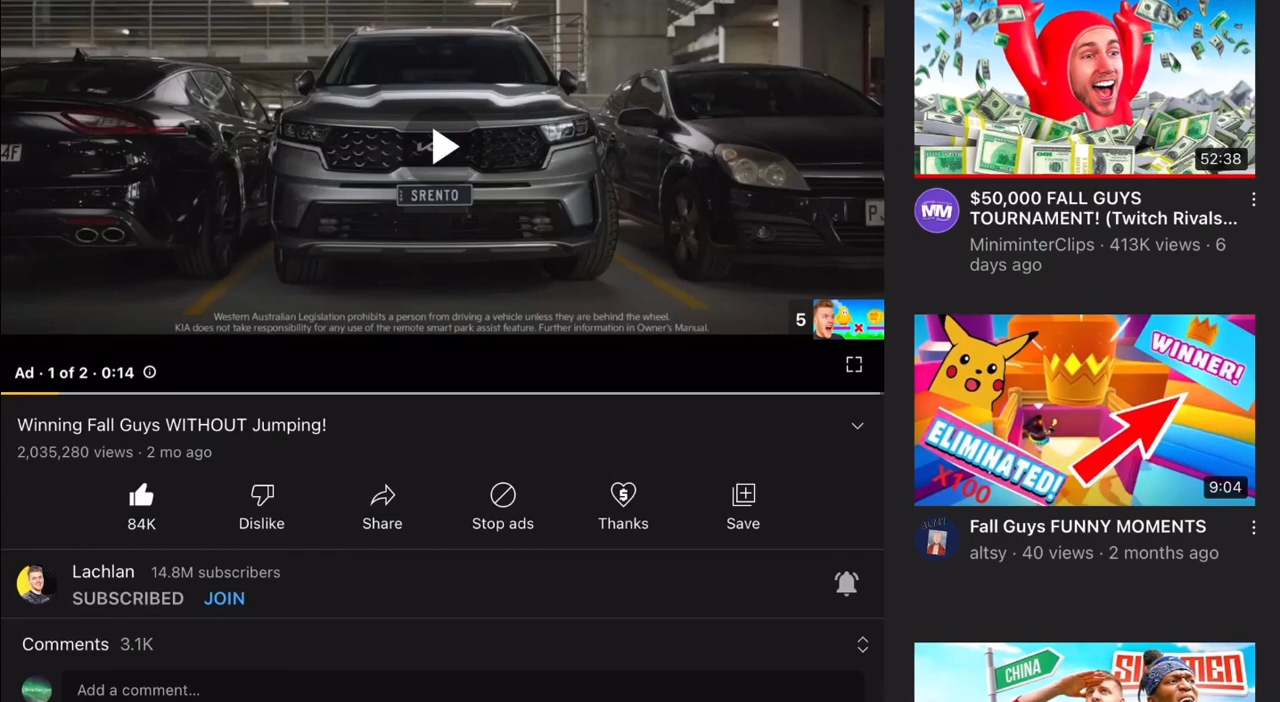 4F
SRENTO
P
Western Australian Legislation prohibits a person from driving a vehicle unless they are behind the wheel.
KIA does not take responsibility for any use of the remote smart park assist feature. Further information in Owner's Manual.
5
Ad · 1 of 2 · 0:14
Winning Fall Guys WITHOUT Jumping!
2,035,280 views · 2 mo ago
84K
Dislike
Share
Stop ads
Thanks
Save
Lachlan 14.8M subscribers
SUBSCRIBED JOIN
Comments 3.1K
Add a comment...
52:38
MM
$50,000 FALL GUYS
TOURNAMENT! (Twitch Rivals...
MiniminterClips · 413K views · 6
days ago
WINNER!
ELIMINATED!
X100
9:04
Fall Guys FUNNY MOMENTS
altsy · 40 views · 2 months ago
CHINA